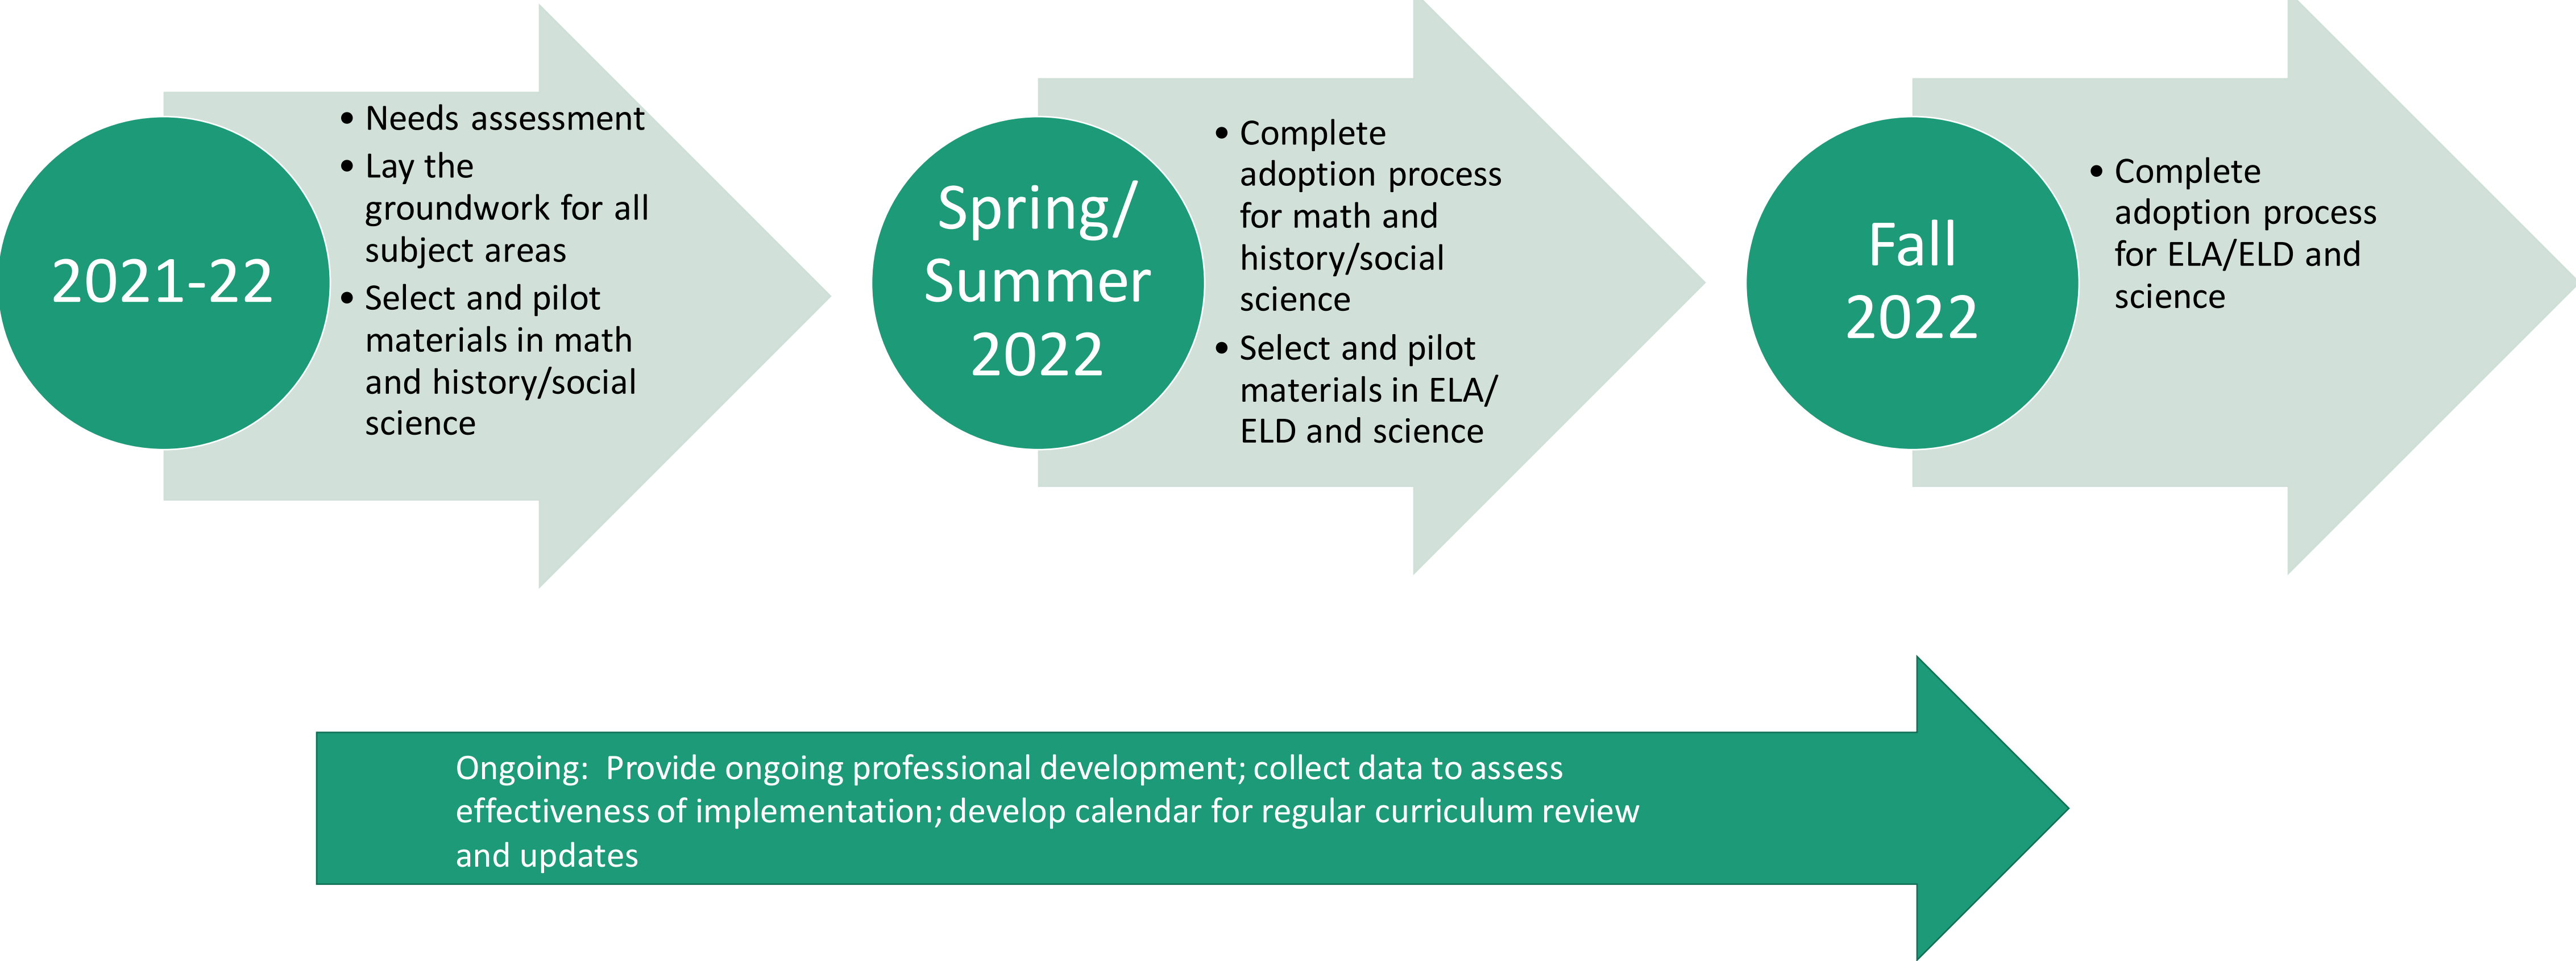 2021-22
• Needs assessment
• Lay the
groundwork for all
subject areas
• Select and pilot
materials in math
and history/social
science
Spring/
Summer
2022
• Complete
adoption process
for math and
history/social
science
• Select and pilot
materials in ELA/
ELD and science
Fall
2022
• Complete
adoption process
for ELA/ELD and
science
Ongoing:  Provide ongoing professional development; collect data to assess
effectiveness of implementation; develop calendar for regular curriculum review
and updates